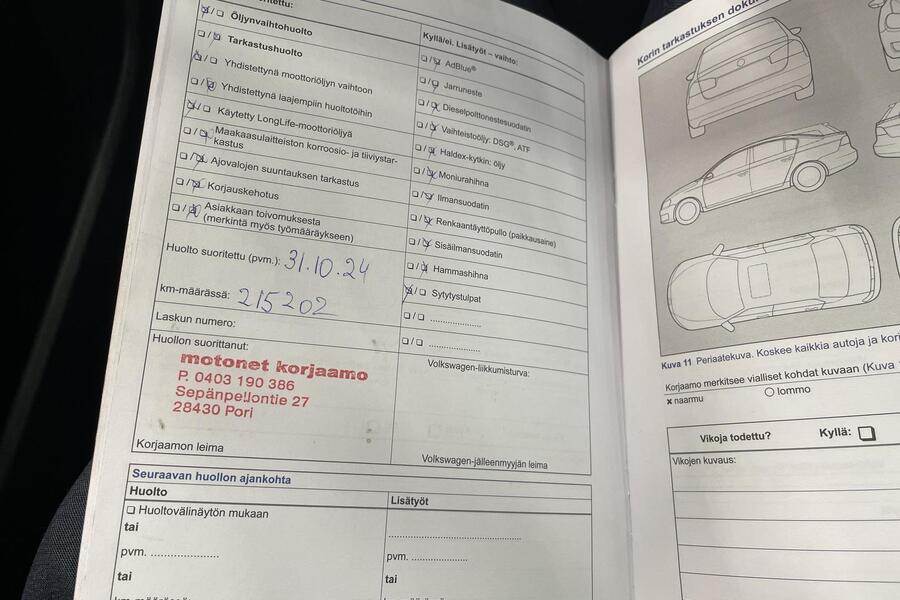 Öljynvaihtohuolto
Tarkastushuolto
Yhdistettynä moottoriöljyn vaihtoon
Yhdistettynä laajempiin huoltotöihin
Käytetty LongLife-moottoriöljyä
Maakaasulaitteiston korroosio- ja tiiviystar-
kastus
Ajovalojen suuntauksen tarkastus
Korjauskehotus
Asiakkaan toivomuksesta
(merkintä myös työmääräykseen)
Huolto suoritettu (pvm.): 31.10.24
km-määrässä: 215202
Laskun numero:
Huollon suorittanut:
motonet korjaamo
P. 0403 190 386
Sepänpellontie 27
28430 Pori
Korjaamon leima
Kyllä/ei. Lisätyöt – vaihto:
AdBlue®
Jarruneste
Dieselpolttonestesuodatin
Vaihteistoöljy: DSG®, ATF
Haldex-kytkin: öljy
Moniurahihna
Ilmansuodatin
Renkaantäyttöpullo (paikkausaine)
Sisäilmansuodatin
Hammashihna
Sytytystulpat
Volkswagen-liikkumisturva:
Volkswagen-jälleenmyyjän leima
Seuraavan huollon ajankohta
Huolto
Huoltovälinäytön mukaan
tai
pvm. ....................
tai
Lisätyöt
pvm. ................
tai
Korin tarkastuksen
Kuva 11 Periaatekuva. Koskee kaikkia autoja ja
Korjaamo merkitsee vialliset kohdat kuvaan (Kuva
× naarmu
○ lommo
Vikoja todettu? Kyllä:
Vikojen kuvaus: